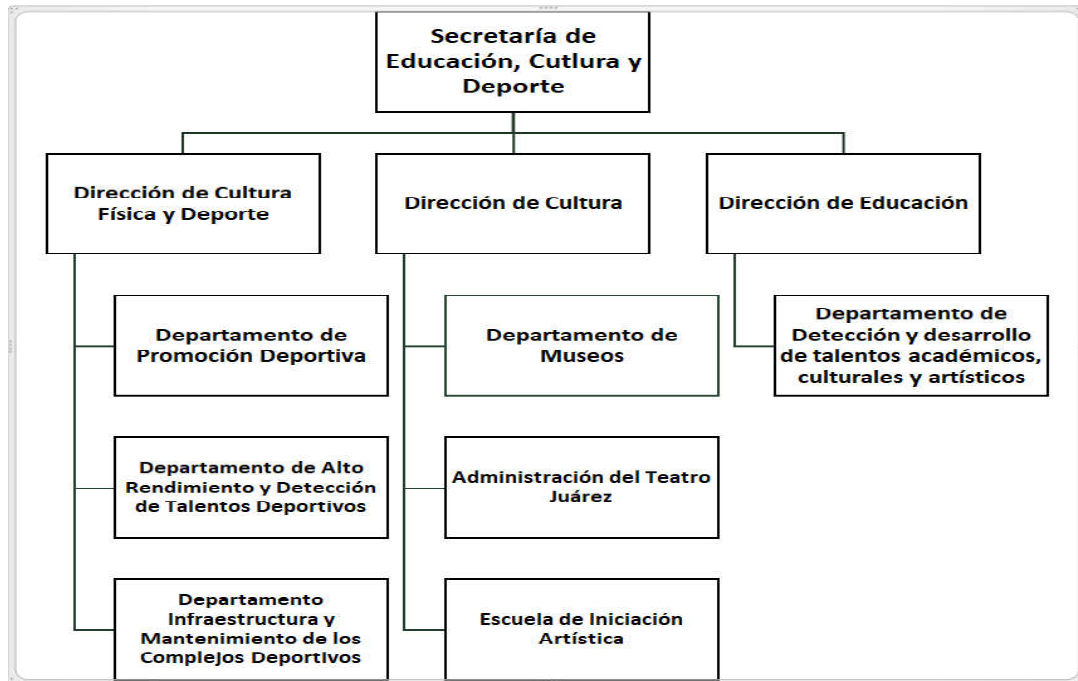 Secretaría de
Educación, Cutlura y
Deporte
Dirección de Cultura
Física y Deporte
Dirección de Cultura
Dirección de Educación
Departamento de
Promoción Deportiva
Departamento de
Museos
Departamento de
Detección y desarrollo
de talentos académicos,
culturales y artísticos
Departamento de Alto
Rendimiento y Detección
de Talentos Deportivos
Administración del Teatro
Juárez
Departamento
Infraestructura y
Mantenimiento de los
Complejos Deportivos
Escuela de Iniciación
Artística